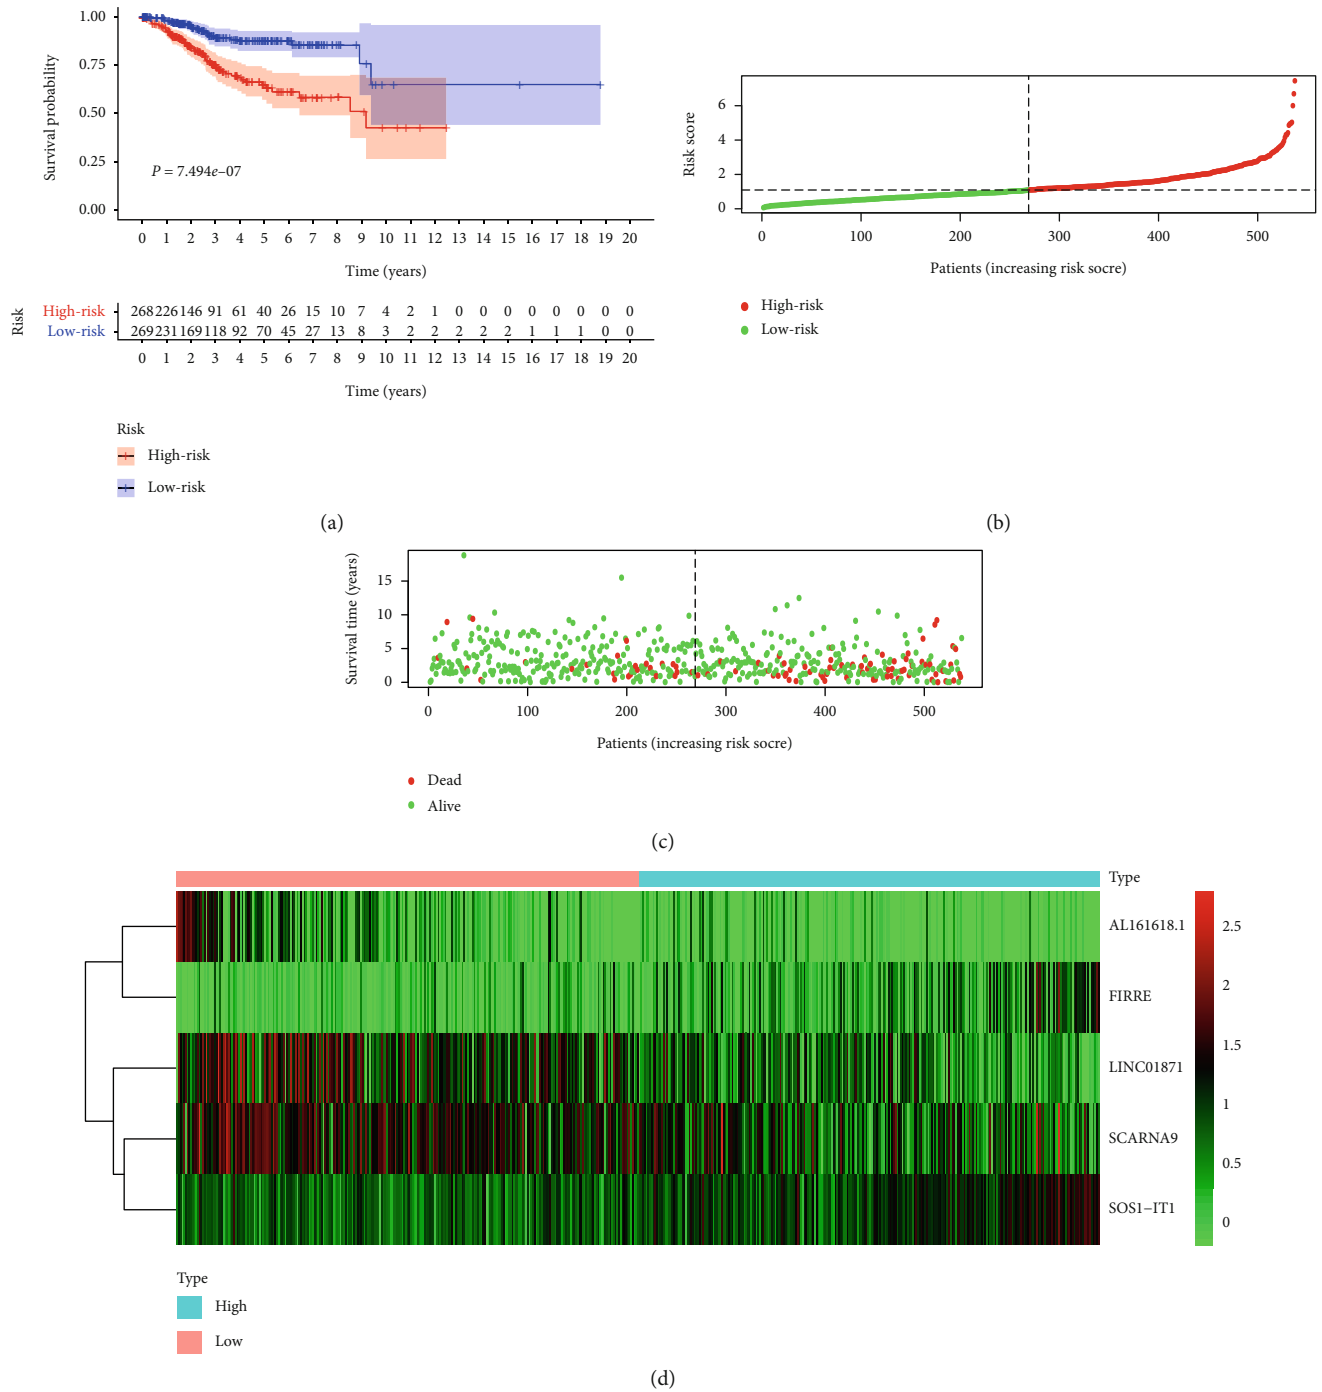 1.00
0.75
0.50
0.25
0.00
Survival probability
P = 7.494e–07
0 1 2 3 4 5 6 7 8 9 10 11 12 13 14 15 16 17 18 19 20
Time (years)
Risk
High-risk 268 226 146 91 61 40 26 15 10 7 4 2 1 0 0 0 0 0 0 0 0
Low-risk 269 231 169 118 92 70 45 27 13 8 3 2 2 2 2 2 1 1 1 0 0
0 1 2 3 4 5 6 7 8 9 10 11 12 13 14 15 16 17 18 19 20
Time (years)
Risk
High-risk
Low-risk
(a)
6
4
2
0
Risk score
0 100 200 300 400 500
Patients (increasing risk socre)
High-risk
Low-risk
(b)
15
10
5
0
Survival time (years)
0 100 200 300 400 500
Patients (increasing risk socre)
Dead
Alive
(c)
Type
AL161618.1
FIRRE
LINC01871
SCARNA9
SOS1–IT1
2.5
2
1.5
1
0.5
0
Type
High
Low
(d)